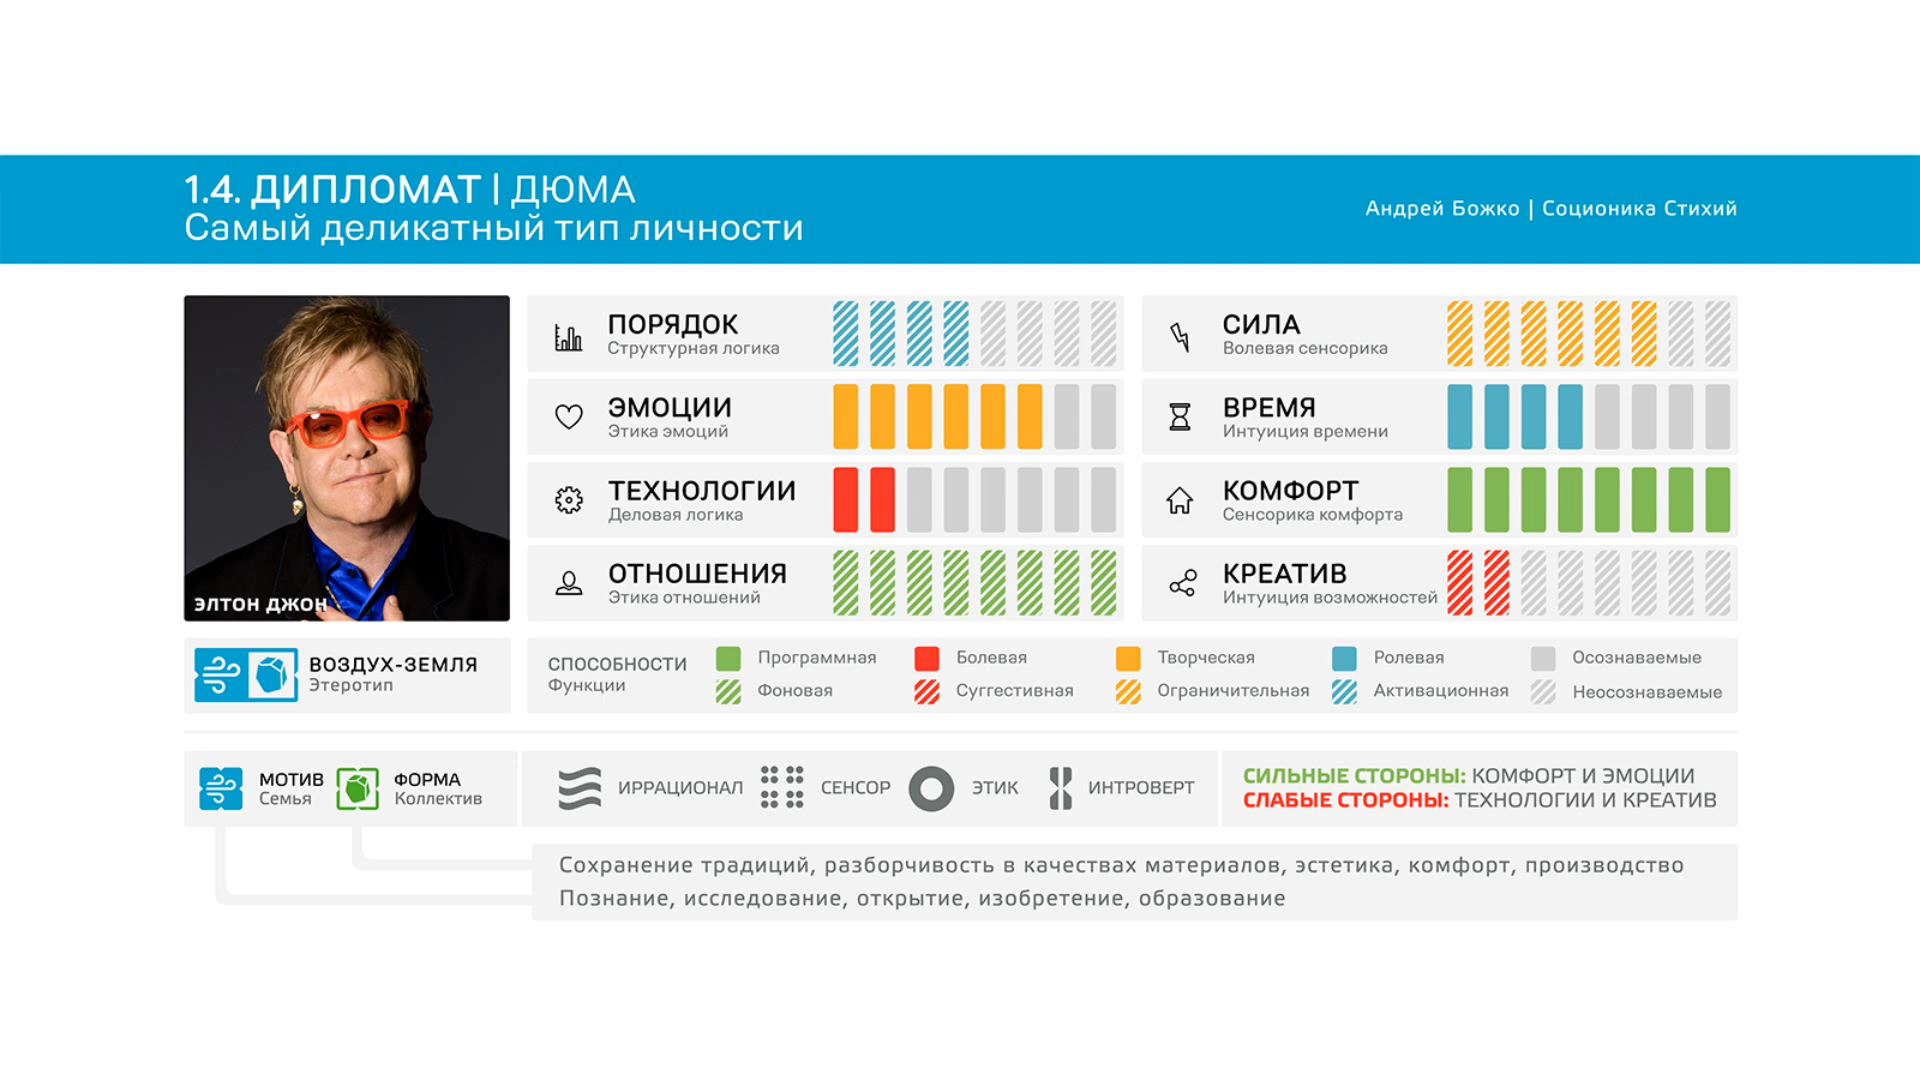 1.4. ДИПЛОМАТ | ДЮМА
Самый деликатный тип личности
Андрей Божко | Соционика Стихий
ЭЛТОН ДЖОН
ПОРЯДОК
Структурная логика
ЭМОЦИИ
Этика эмоций
ТЕХНОЛОГИИ
Деловая логика
ОТНОШЕНИЯ
Этика отношений
СИЛА
Волевая сенсорика
ВРЕМЯ
Интуиция времени
КОМФОРТ
Сенсорика комфорта
КРЕАТИВ
Интуиция возможностей
ВОЗДУХ-ЗЕМЛЯ
Этеротип
СПОСОБНОСТИ
Функции
Программная
Болевая
Творческая
Ролевая
Осознаваемые
Фоновая
Суггестивная
Ограничительная
Активационная
Неосознаваемые
МОТИВ
Семья
ФОРМА
Коллектив
ИРРАЦИОНАЛ
СЕНСОР
ЭТИК
ИНТРОВЕРТ
СИЛЬНЫЕ СТОРОНЫ: КОМФОРТ И ЭМОЦИИ
СЛАБЫЕ СТОРОНЫ: ТЕХНОЛОГИИ И КРЕАТИВ
Сохранение традиций, разборчивость в качествах материалов, эстетика, комфорт, производство
Познание, исследование, открытие, изобретение, образование